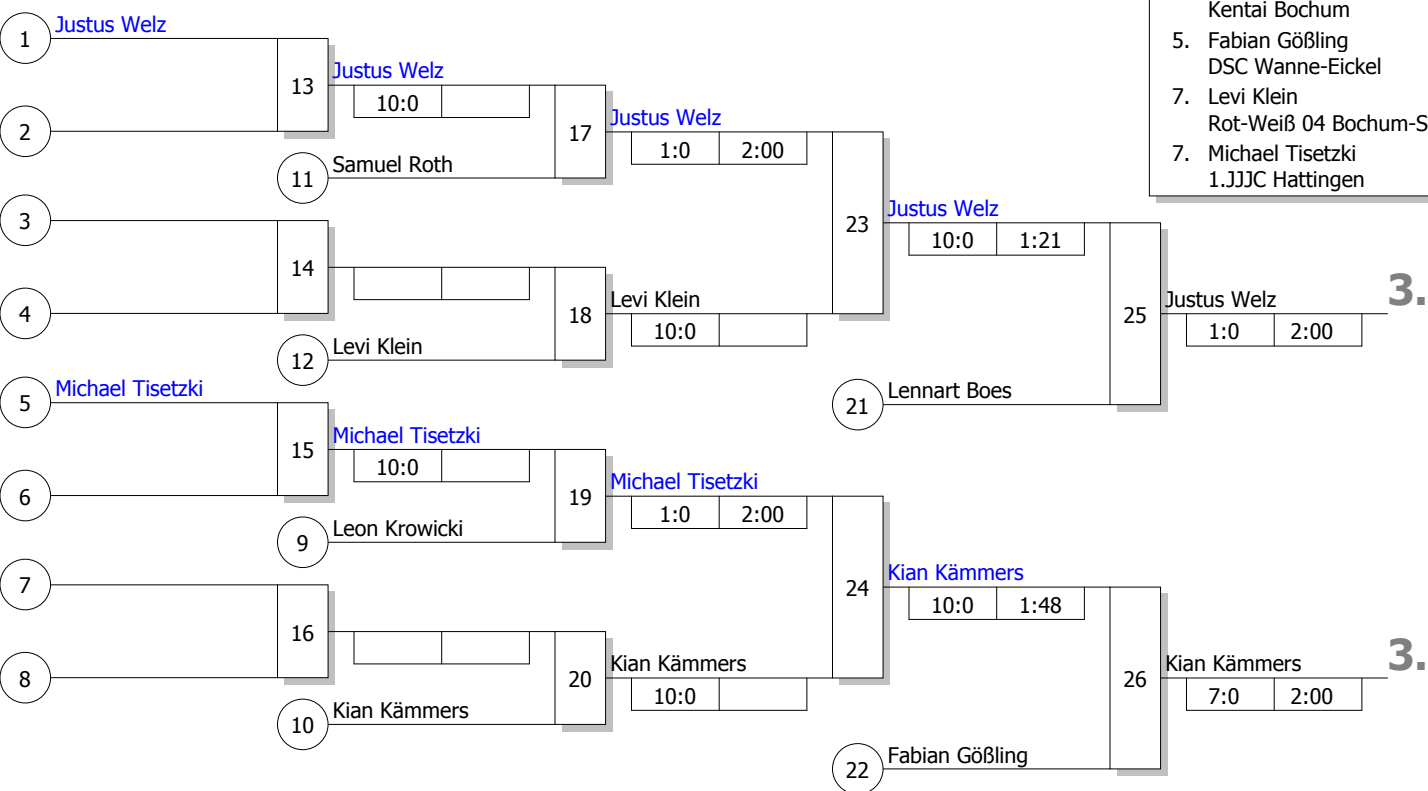 Kentai Bochum
5. Fabian Gößling
DSC Wanne-Eickel
7. Levi Klein
Rot-Weiß 04 Bochum-S
7. Michael Tisetzki
1.JJJC Hattingen
1 Justus Welz
13 Justus Welz
10:0
2
17 Justus Welz
1:0 2:00
11 Samuel Roth
3
23 Justus Welz
10:0 1:21
14
4
18 Levi Klein
10:0
12 Levi Klein
25 Justus Welz 3.
1:0 2:00
5 Michael Tisetzki
21 Lennart Boes
15 Michael Tisetzki
10:0
6
19 Michael Tisetzki
1:0 2:00
9 Leon Krowicki
7
24 Kian Kämmers
10:0 1:48
16
8
20 Kian Kämmers
10:0
10 Kian Kämmers
26 Kian Kämmers 3.
7:0 2:00
22 Fabian Gößling